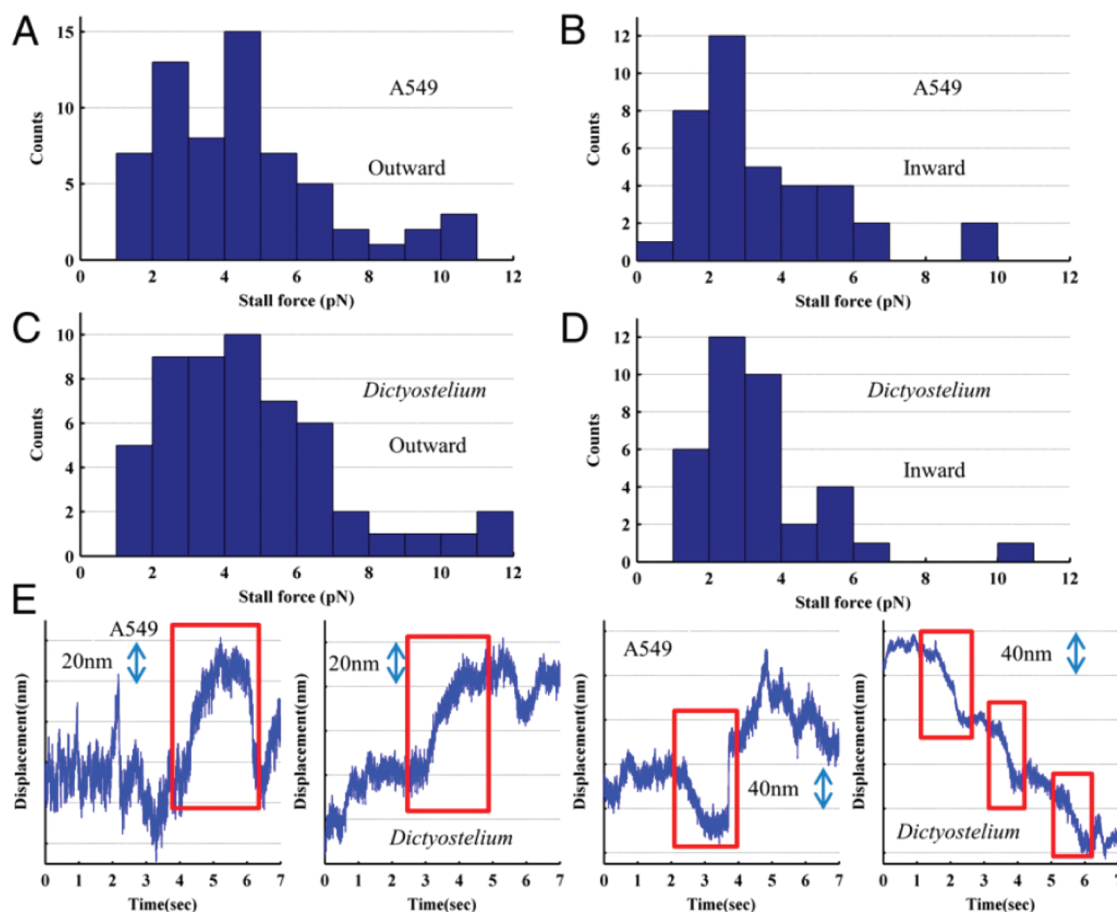 A
15
10
5
0
Counts
A549
Outward
0 2 4 6 8 10 12
Stall force (pN)
B
12
10
8
6
4
2
0
Counts
A549
Inward
0 2 4 6 8 10 12
Stall force (pN)
C
10
8
6
4
2
0
Counts
Dictyostelium
Outward
0 2 4 6 8 10 12
Stall force (pN)
D
12
10
8
6
4
2
0
Counts
Dictyostelium
Inward
0 2 4 6 8 10 12
Stall force (pN)
E
A549
20nm
Displacement(nm)
0 1 2 3 4 5 6 7
Time(sec)
20nm
Displacement(nm)
Dictyostelium
0 1 2 3 4 5 6 7
Time(sec)
A549
40nm
Displacement(nm)
0 1 2 3 4 5 6 7
Time(sec)
40nm
Displacement(nm)
Dictyostelium
0 1 2 3 4 5 6 7
Time(sec)